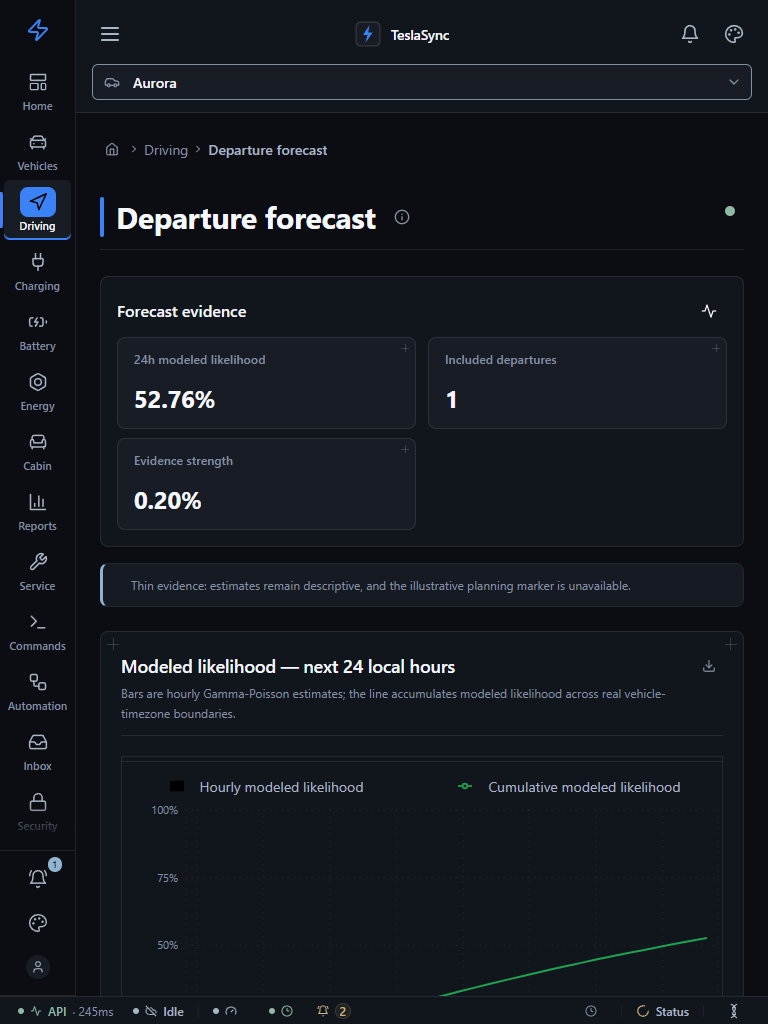 TeslaSync
Aurora
Home
Vehicles
Driving
Charging
Battery
Energy
Cabin
Reports
Service
Commands
Automation
Inbox
Security
1
Driving
Departure forecast
Departure forecast
Forecast evidence
24h modeled likelihood
52.76%
Included departures
1
Evidence strength
0.20%
Thin evidence: estimates remain descriptive, and the illustrative planning marker is unavailable.
Modeled likelihood — next 24 local hours
Bars are hourly Gamma-Poisson estimates; the line accumulates modeled likelihood across real vehicle-
timezone boundaries.
Hourly modeled likelihood
Cumulative modeled likelihood
100%
75%
50%
API · 245ms
Idle
2
Status